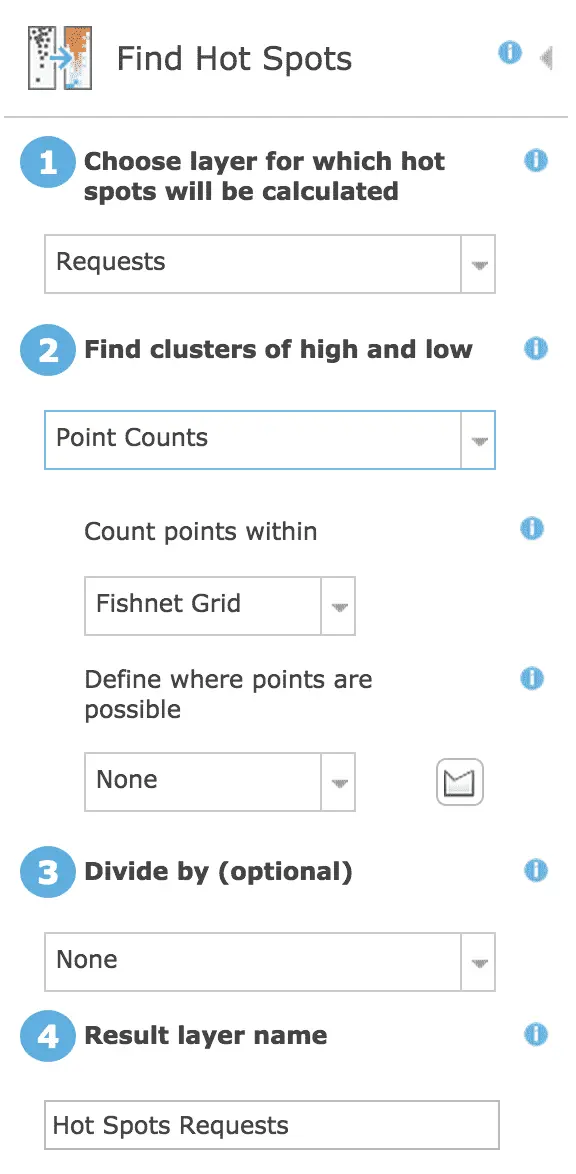 Find Hot Spots
1 Choose layer for which hot
spots will be calculated
Requests
2 Find clusters of high and low
Point Counts
Count points within
Fishnet Grid
Define where points are
possible
None
3 Divide by (optional)
None
4 Result layer name
Hot Spots Requests